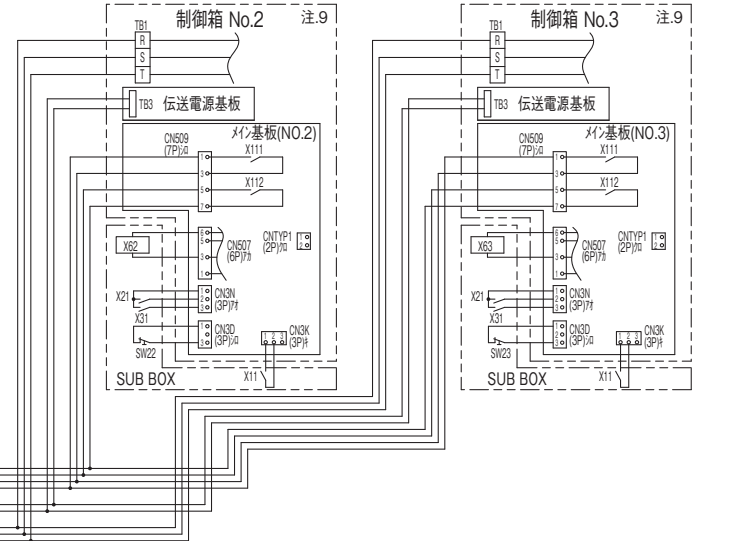 制御箱 No.2
注.9
TB1
R
S
T
TB3 伝送電源基板
メイン基板(NO.2)
CN509
(7P)シロ
X111
1
3
X112
5
7
X62
6
5
3
1
CN507
(6P)アカ
CNTYP1
(2P)クロ
1
2
X21
X31
1
2
3
CN3N
(3P)アオ
SW22
1
2
3
CN3D
(3P)シロ
1 2 3
CN3K
(3P)キ
X11
SUB BOX
制御箱 No.3
注.9
TB1
R
S
T
TB3 伝送電源基板
メイン基板(NO.3)
CN509
(7P)シロ
X111
1
3
X112
5
7
X63
6
5
3
1
CN507
(6P)アカ
CNTYP1
(2P)クロ
1
2
X21
X31
1
2
3
CN3N
(3P)アオ
SW23
1
2
3
CN3D
(3P)シロ
1 2 3
CN3K
(3P)キ
X11
SUB BOX